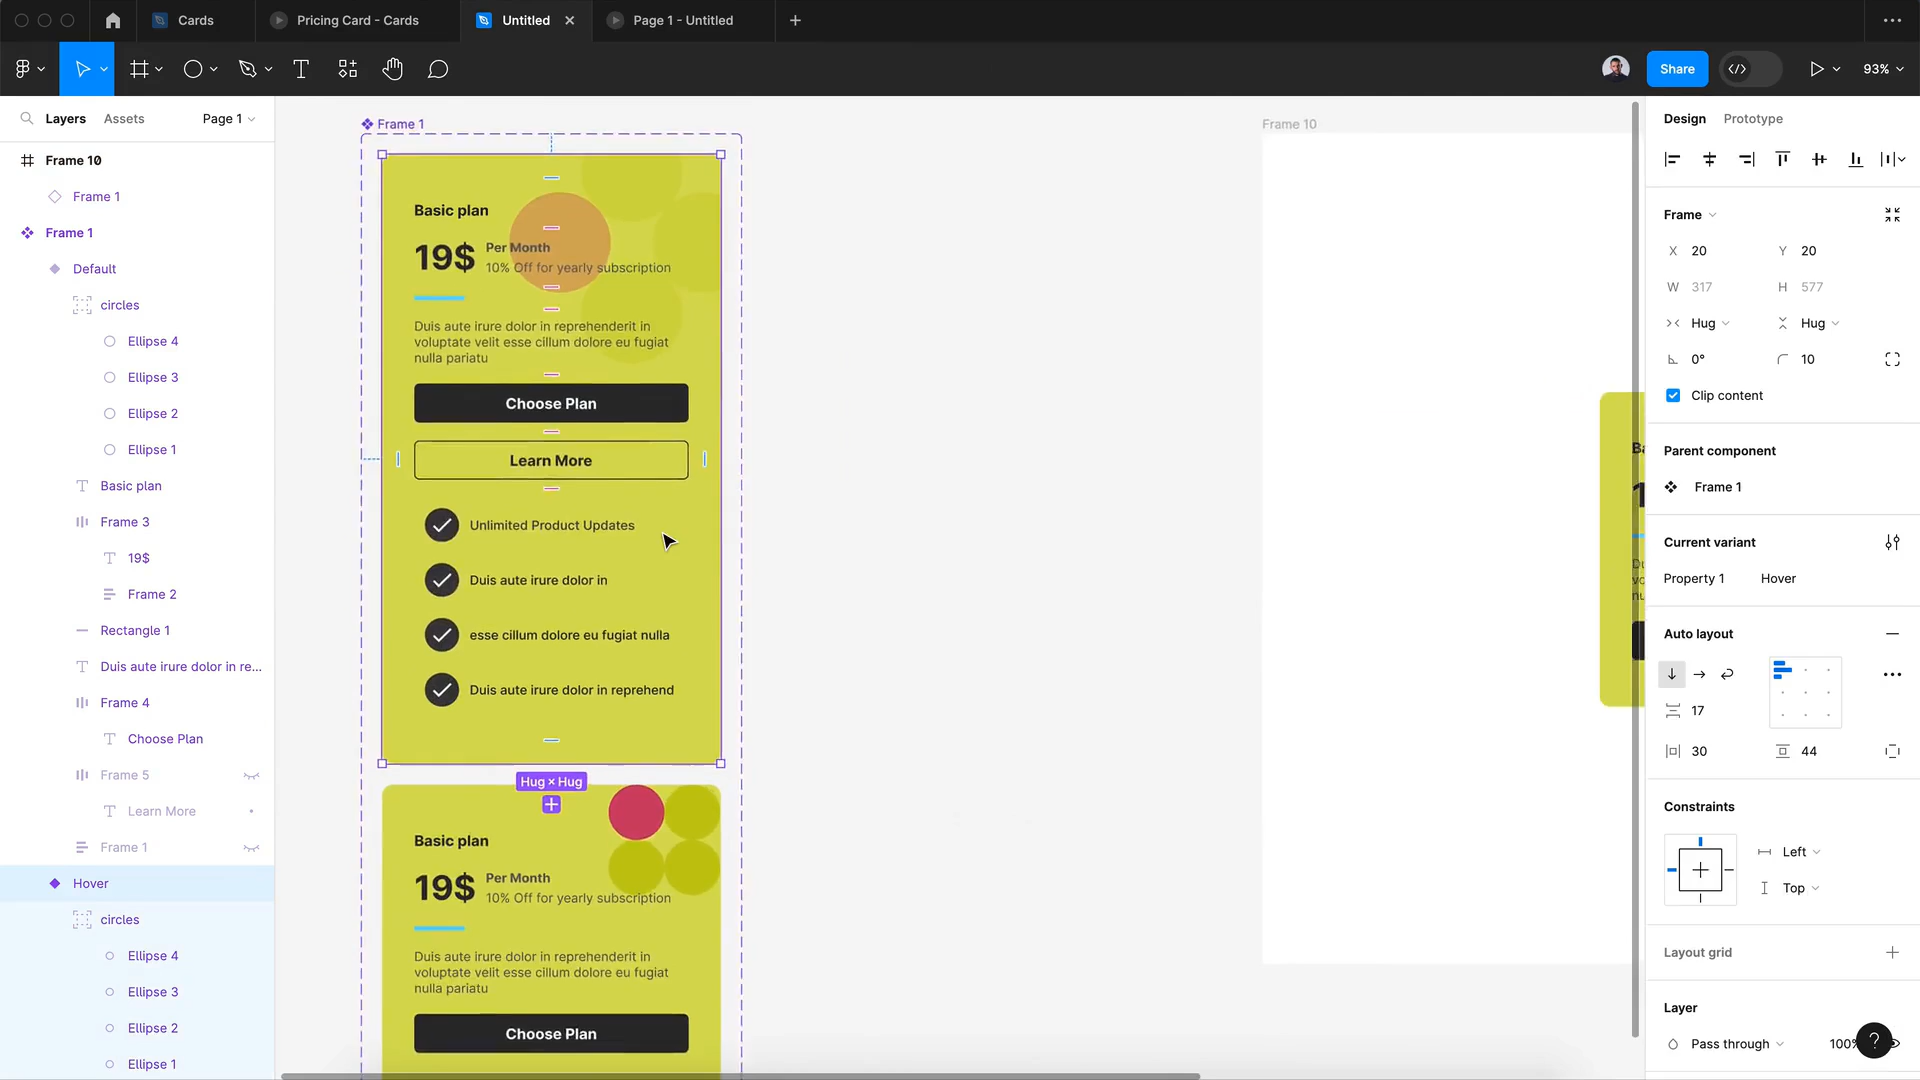 Cards
Pricing Card - Cards
Untitled
Page 1 - Untitled
Share
93%
Layers
Assets
Page 1
Frame 10
Frame 1
Frame 1
Default
circles
Ellipse 4
Ellipse 3
Ellipse 2
Ellipse 1
Basic plan
Frame 3
19$
Frame 2
Rectangle 1
Duis aute irure dolor in re...
Frame 4
Choose Plan
Frame 5
Learn More
Frame 1
Hover
circles
Ellipse 4
Ellipse 3
Ellipse 2
Ellipse 1
Frame 1
Basic plan
19$
Per Month
10% Off for yearly subscription
Duis aute irure dolor in reprehenderit in
voluptate velit esse cillum dolore eu fugiat
nulla pariatu
Choose Plan
Learn More
Unlimited Product Updates
Duis aute irure dolor in
esse cillum dolore eu fugiat nulla
Duis aute irure dolor in reprehend
Hug × Hug
Basic plan
19$
Per Month
10% Off for yearly subscription
Duis aute irure dolor in reprehenderit in
voluptate velit esse cillum dolore eu fugiat
nulla pariatu
Choose Plan
Frame 10
Design
Prototype
Frame
X 20
Y 20
W 317
H 577
Hug
Hug
0°
10
Clip content
Parent component
Frame 1
Current variant
Property 1
Hover
Auto layout
17
30
44
Constraints
Left
Top
Layout grid
Layer
Pass through
100%
?